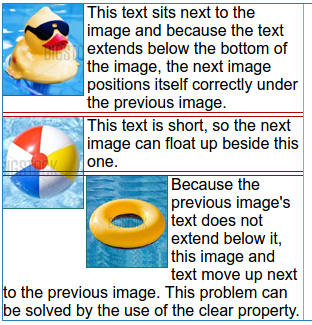 This text sits next to the
image and because the text
extends below the bottom of
the image, the next image
positions itself correctly under
the previous image.
This text is short, so the next
image can float up beside this
one.
Because the
previous image's
text does not
extend below it,
this image and
text move up next
to the previous image. This problem can
be solved by the use of the clear property.